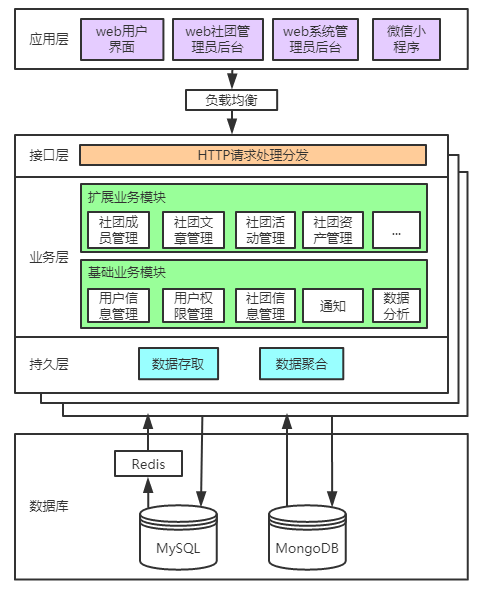 应用层
web用户
界面
web社团管
理员后台
web系统管
理员后台
微信小
程序
负载均衡
接口层
HTTP请求处理分发
业务层
扩展业务模块
社团成
员管理
社团文
章管理
社团活
动管理
社团资
产管理
...
基础业务模块
用户信
息管理
用户权
限管理
社团信
息管理
通知
数据
分析
持久层
数据存取
数据聚合
数据库
Redis
MySQL
MongoDB